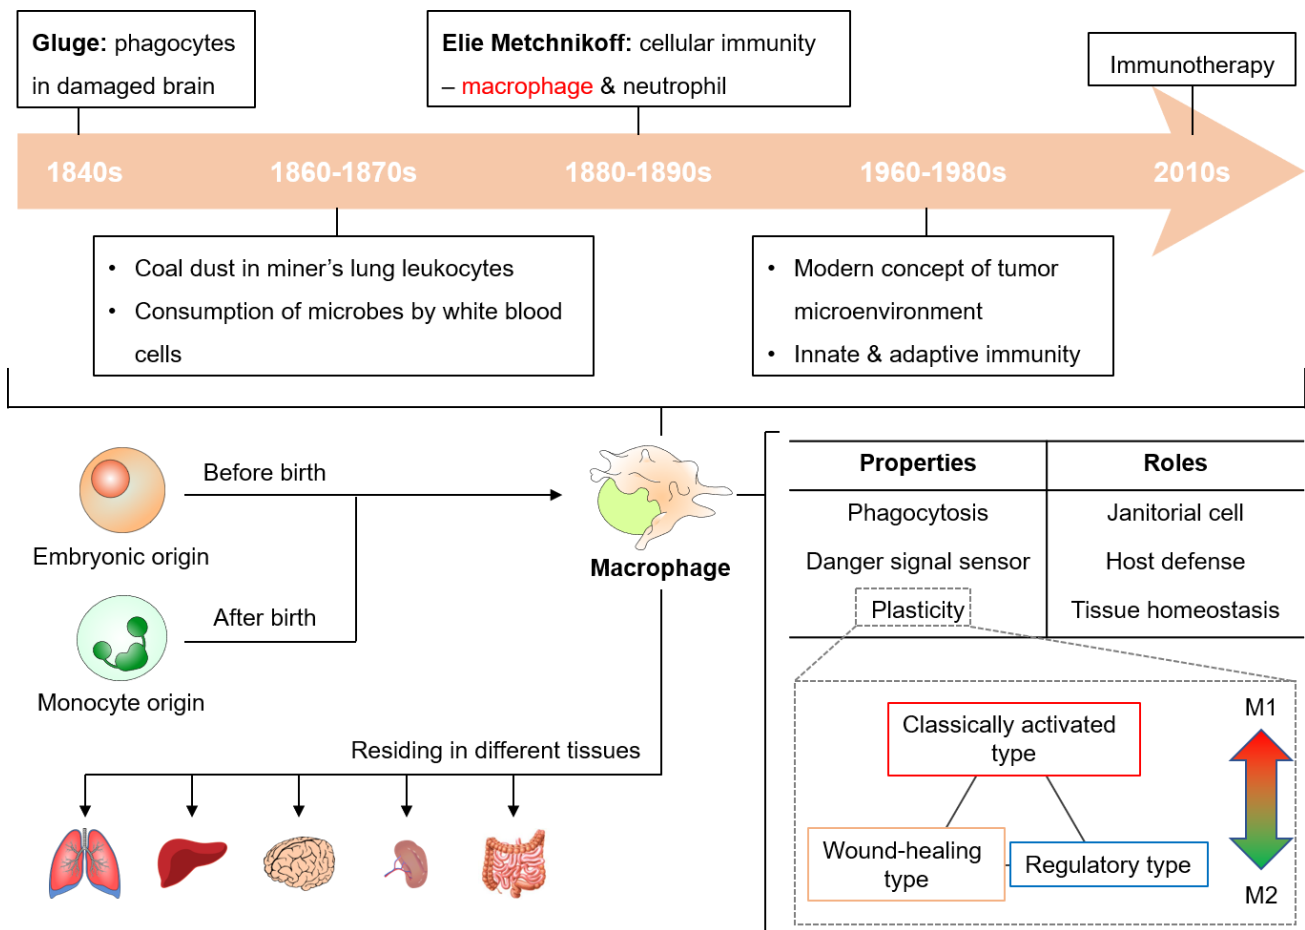 Gluge: phagocytes
in damaged brain
Elie Metchnikoff: cellular immunity
– macrophage & neutrophil
Immunotherapy
1840s
1860-1870s
1880-1890s
1960-1980s
2010s
• Coal dust in miner's lung leukocytes
• Consumption of microbes by white blood
cells
• Modern concept of tumor
microenvironment
• Innate & adaptive immunity
Embryonic origin
Before birth
Monocyte origin
After birth
Macrophage
Residing in different tissues
Properties
Roles
Phagocytosis
Janitorial cell
Danger signal sensor
Host defense
Plasticity
Tissue homeostasis
Classically activated
type
Wound-healing
type
Regulatory type
M1
M2